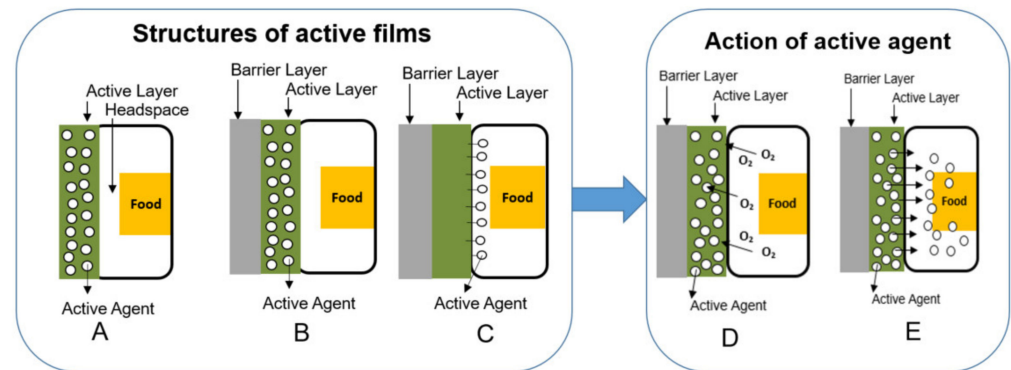 Structures of active films
Active Layer
Headspace
Food
Active Agent
A
Barrier Layer
Active Layer
Food
Active Agent
B
Barrier Layer
Active Layer
Food
Active Agent
C
Action of active agent
Barrier Layer
Active Layer
O₂
O₂
O₂
O₂
O₂
Food
Active Agent
D
Barrier Layer
Active Layer
Food
Active Agent
E